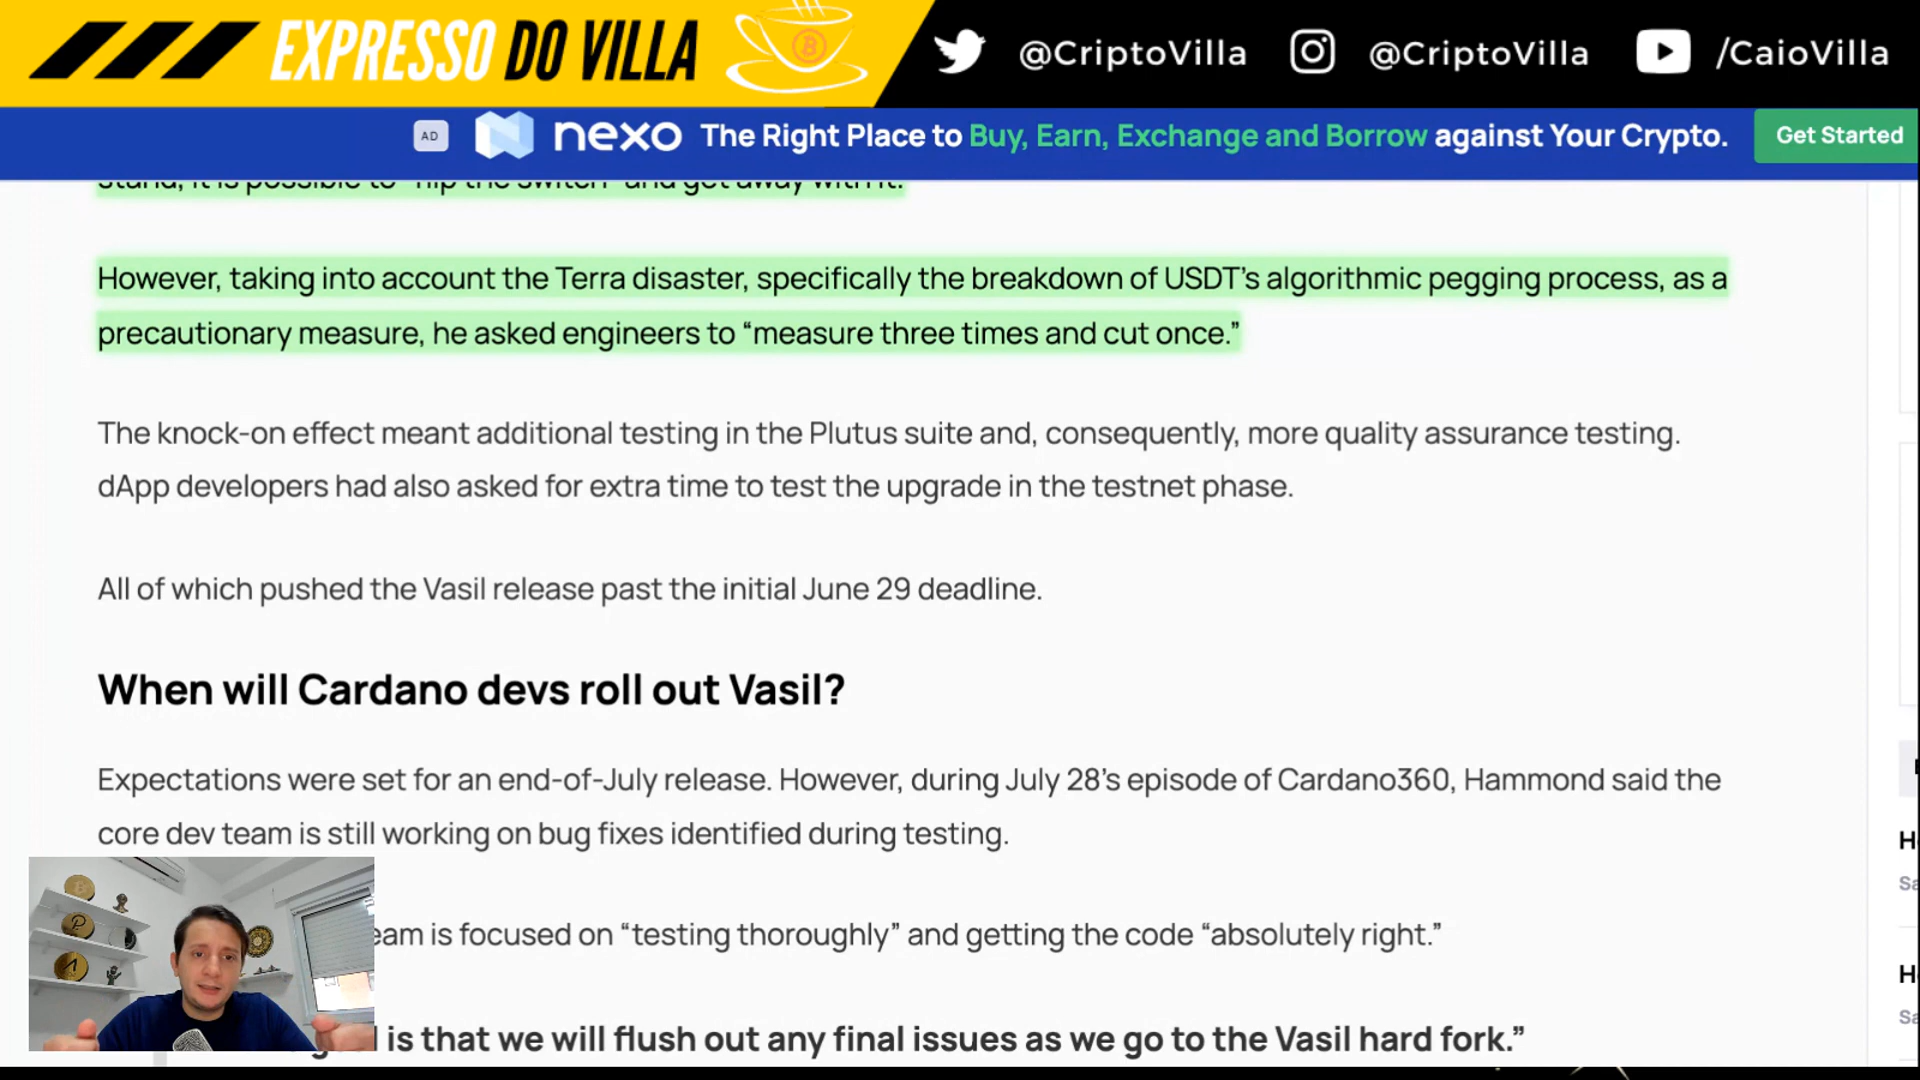 EXPRESSO DO VILLA
@CriptoVilla
@CriptoVilla
/CaioVilla
AD nexo The Right Place to Buy, Earn, Exchange and Borrow against Your Crypto. Get Started
stand, it is possible to “flip the switch” and get away with it.
However, taking into account the Terra disaster, specifically the breakdown of USDT’s algorithmic pegging process, as a
precautionary measure, he asked engineers to “measure three times and cut once.”
The knock-on effect meant additional testing in the Plutus suite and, consequently, more quality assurance testing.
dApp developers had also asked for extra time to test the upgrade in the testnet phase.
All of which pushed the Vasil release past the initial June 29 deadline.
When will Cardano devs roll out Vasil?
Expectations were set for an end-of-July release. However, during July 28’s episode of Cardano360, Hammond said the
core dev team is still working on bug fixes identified during testing.
is focused on “testing thoroughly” and getting the code “absolutely right.”
is that we will flush out any final issues as we go to the Vasil hard fork.”